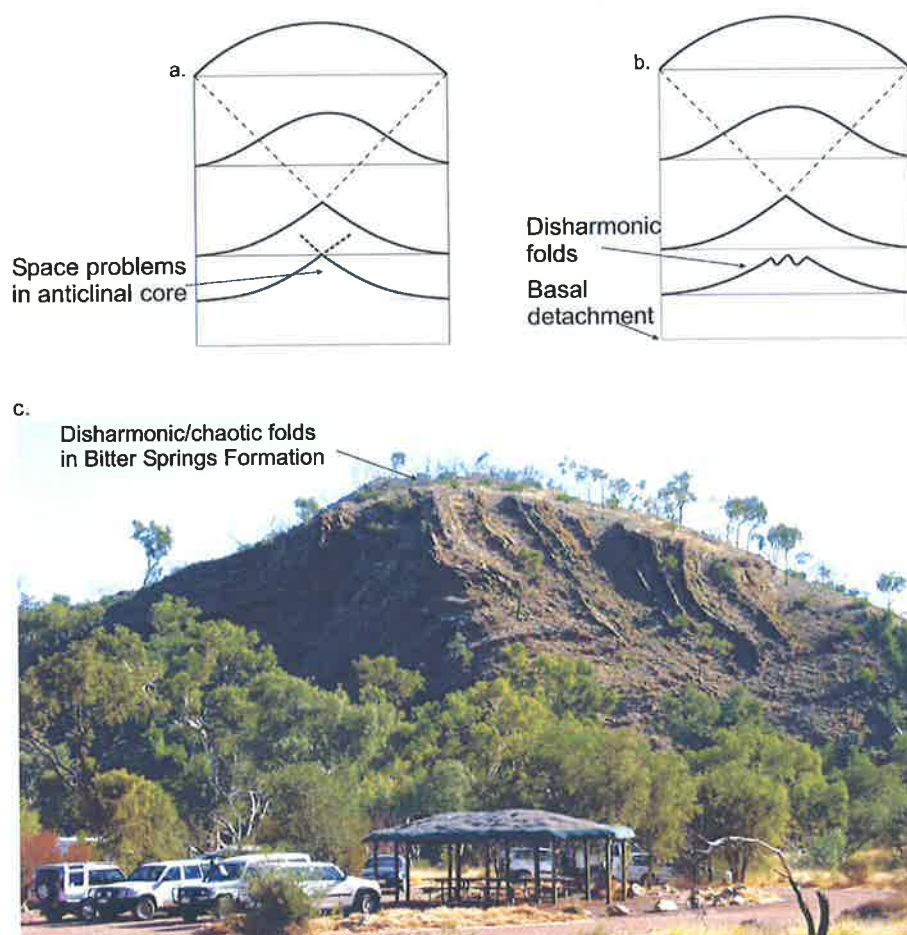 a.
Space problems
in anticlinal core
b.
Disharmonic
folds
Basal
detachment
c.
Disharmonic/chaotic folds
in Bitter Springs Formation